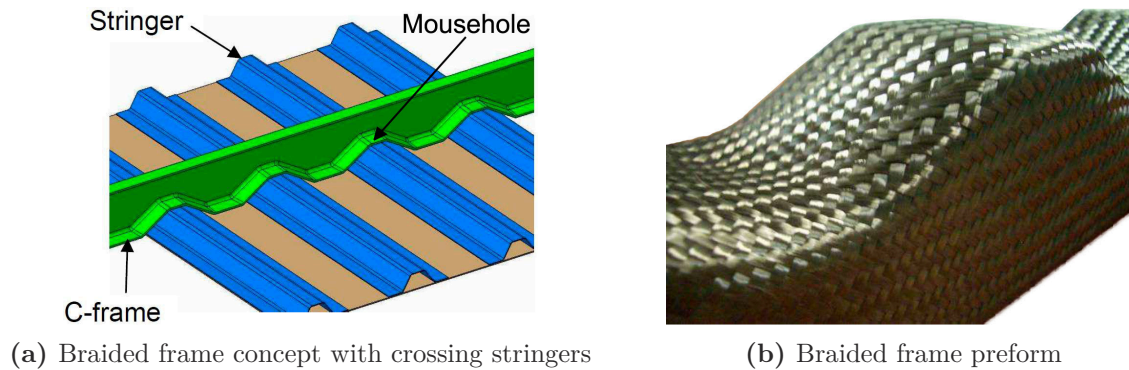 Stringer
Mousehole
C-frame
(a) Braided frame concept with crossing stringers
(b) Braided frame preform